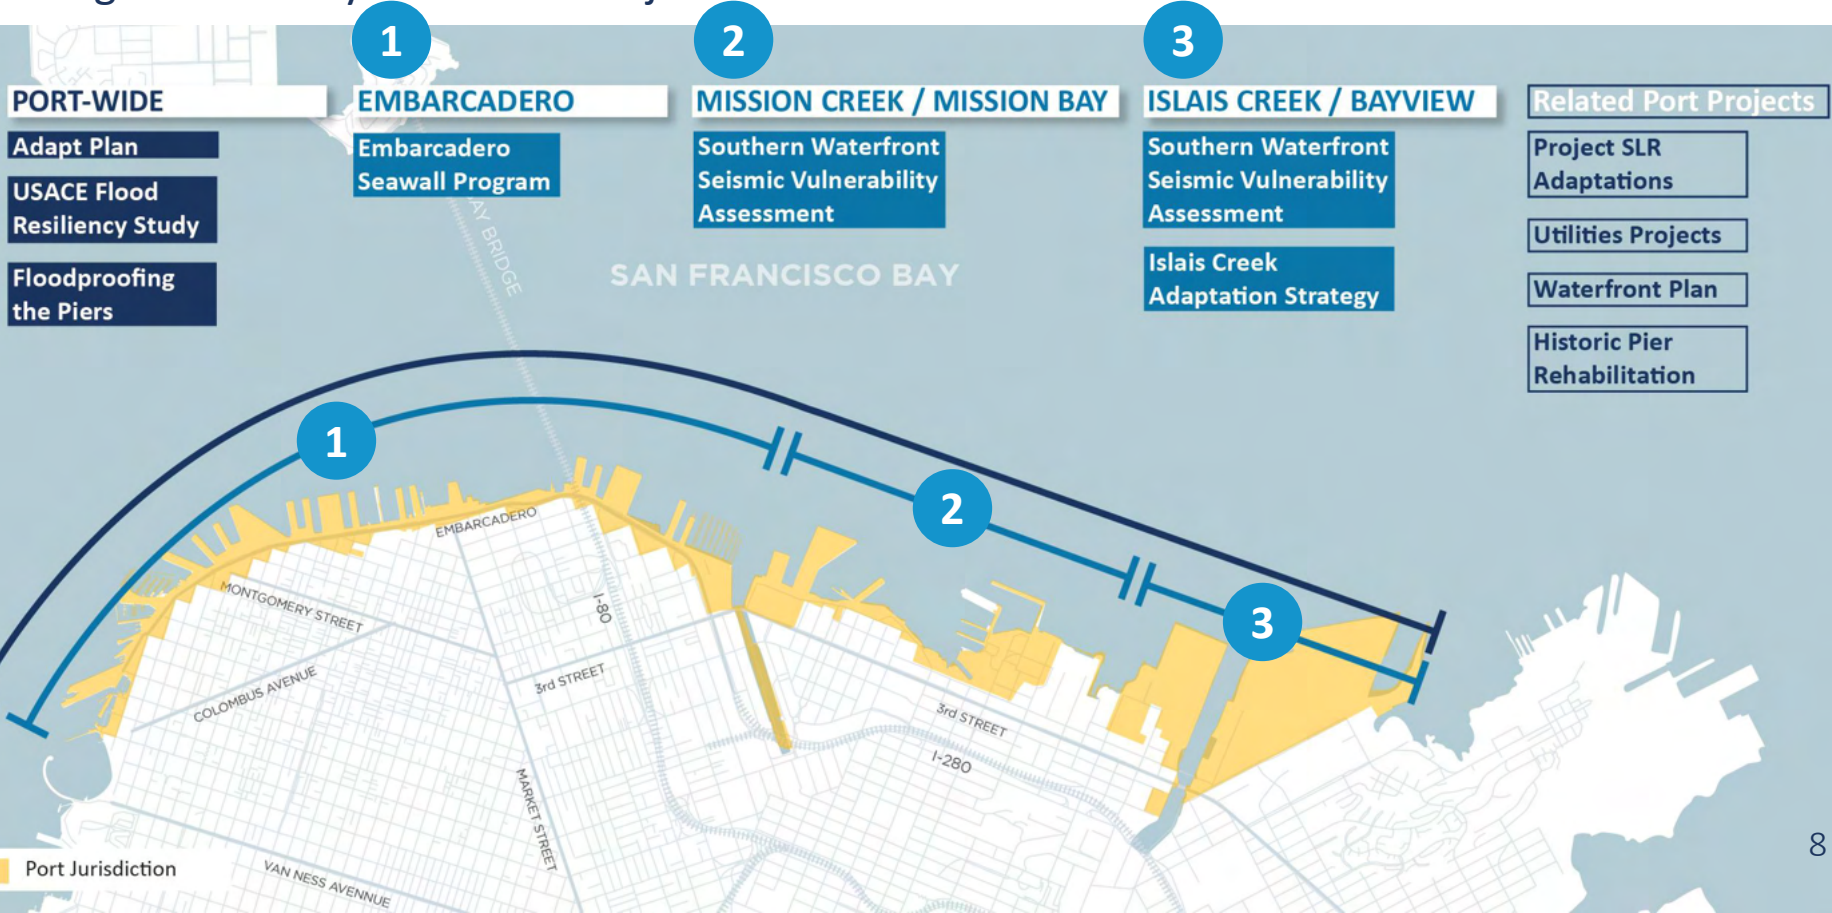 1
2
3
PORT-WIDE
Adapt Plan
USACE Flood
Resiliency Study
Floodproofing
the Piers
EMBARCADERO
Embarcadero
Seawall Program
MISSION CREEK / MISSION BAY
Southern Waterfront
Seismic Vulnerability
Assessment
ISLAIS CREEK / BAYVIEW
Southern Waterfront
Seismic Vulnerability
Assessment
Islais Creek
Adaptation Strategy
Related Port Projects
Project SLR
Adaptations
Utilities Projects
Waterfront Plan
Historic Pier
Rehabilitation
BRIDGE
SAN FRANCISCO BAY
1
2
3
EMBARCADERO
MONTGOMERY STREET
COLOMBUS AVENUE
I-80
3rd STREET
3rd STREET
I-280
MARKET STREET
VAN NESS AVENNUE
Port Jurisdiction
8